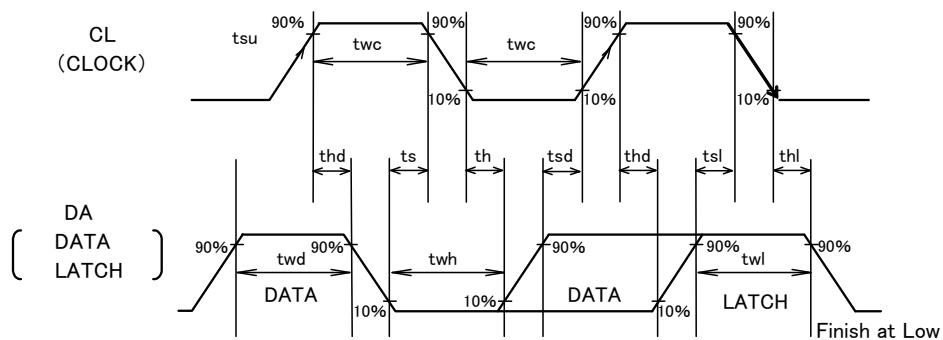 CL
(CLOCK)
tsu
90%
twc
90%
twc
10%
10%
90%
90%
10%
thd
ts
th
tsd
thd
tsl
thl
DA
DATA
LATCH
90%
twd
90%
twh
90%
90%
twl
90%
DATA
10%
10%
DATA
10%
LATCH
Finish at Low